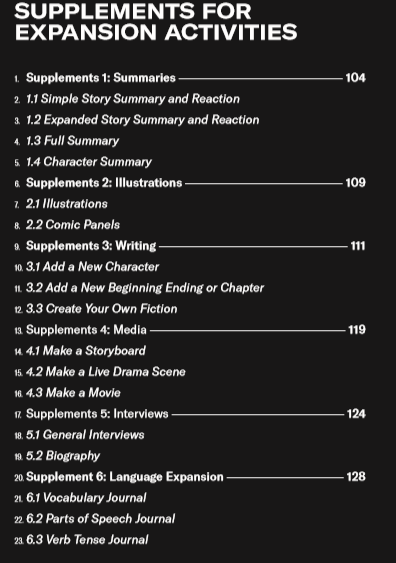 SUPPLEMENTS FOR
EXPANSION ACTIVITIES
1. Supplements 1: Summaries 104
2. 1.1 Simple Story Summary and Reaction
3. 1.2 Expanded Story Summary and Reaction
4. 1.3 Full Summary
5. 1.4 Character Summary
6. Supplements 2: Illustrations 109
7. 2.1 Illustrations
8. 2.2 Comic Panels
9. Supplements 3: Writing 111
10. 3.1 Add a New Character
11. 3.2 Add a New Beginning Ending or Chapter
12. 3.3 Create Your Own Fiction
13. Supplements 4: Media 119
14. 4.1 Make a Storyboard
15. 4.2 Make a Live Drama Scene
16. 4.3 Make a Movie
17. Supplements 5: Interviews 124
18. 5.1 General Interviews
19. 5.2 Biography
20. Supplement 6: Language Expansion 128
21. 6.1 Vocabulary Journal
22. 6.2 Parts of Speech Journal
23. 6.3 Verb Tense Journal